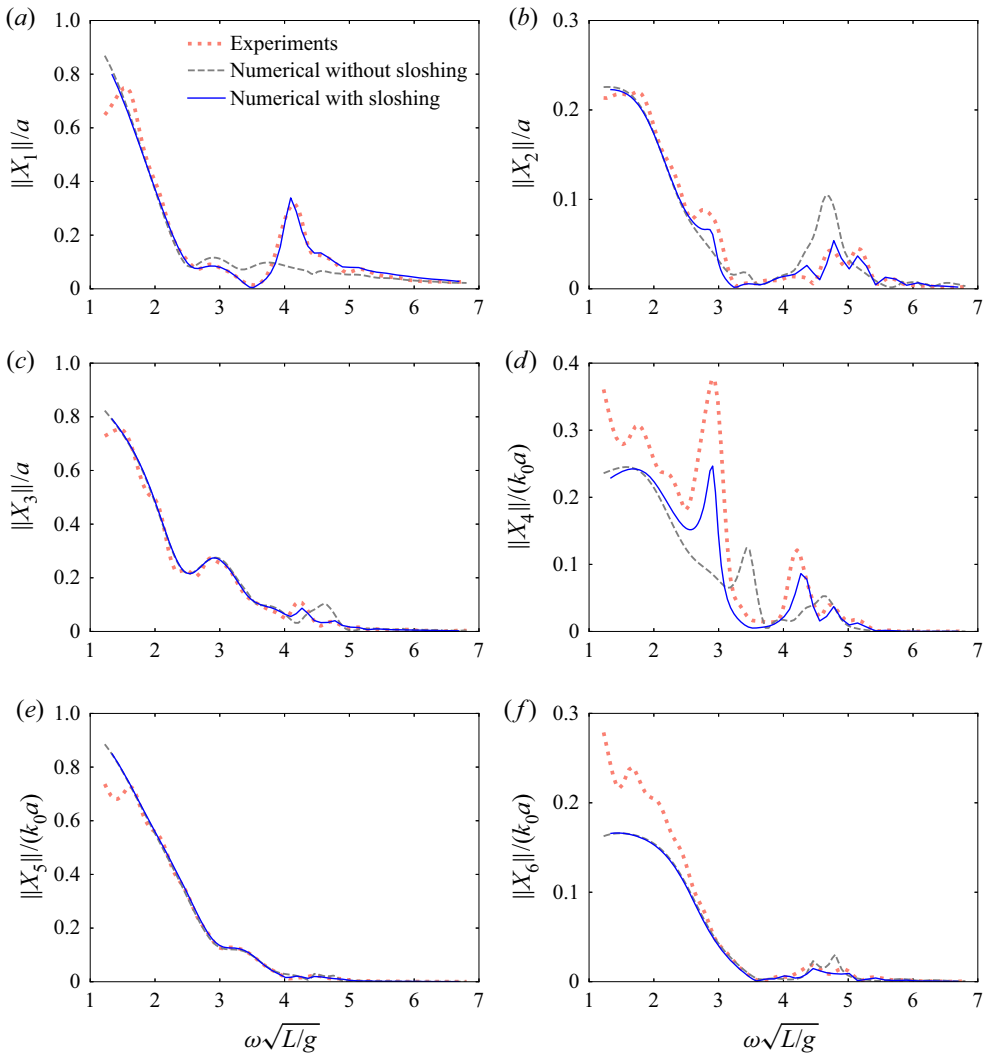 (a)
1.0
0.8
0.6
0.4
0.2
0
||X₁||/a
Experiments
Numerical without sloshing
Numerical with sloshing
1 2 3 4 5 6 7
(b)
0.3
0.2
0.1
0
||X₂||/a
1 2 3 4 5 6 7
(c)
1.0
0.8
0.6
0.4
0.2
0
||X₃||/a
1 2 3 4 5 6 7
(d)
0.4
0.3
0.2
0.1
0
||X₄||/(k₀a)
1 2 3 4 5 6 7
(e)
1.0
0.8
0.6
0.4
0.2
0
||X₅||/(k₀a)
1 2 3 4 5 6 7
ω√L/g
(f)
0.3
0.2
0.1
0
||X₆||/(k₀a)
1 2 3 4 5 6 7
ω√L/g